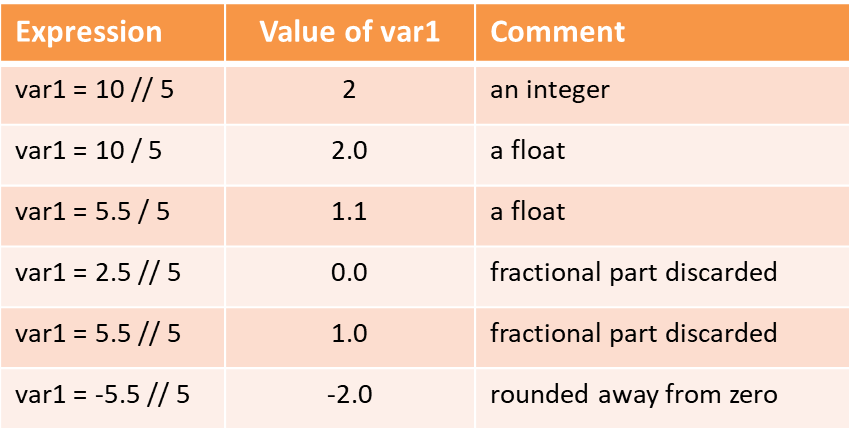 Expression Value of var1 Comment
var1 = 10 // 5 2 an integer
var1 = 10 / 5 2.0 a float
var1 = 5.5 / 5 1.1 a float
var1 = 2.5 // 5 0.0 fractional part discarded
var1 = 5.5 // 5 1.0 fractional part discarded
var1 = -5.5 // 5 -2.0 rounded away from zero